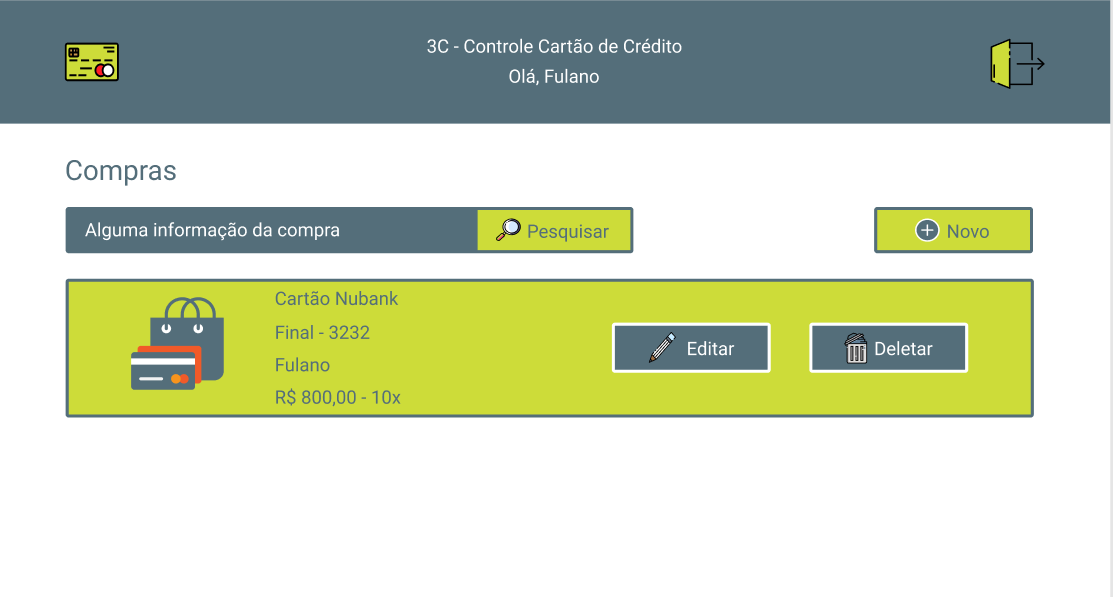 3C - Controle Cartão de Crédito
Olá, Fulano
Compras
Alguma informação da compra
Pesquisar
Novo
Cartão Nubank
Final - 3232
Fulano
R$ 800,00 - 10x
Editar
Deletar